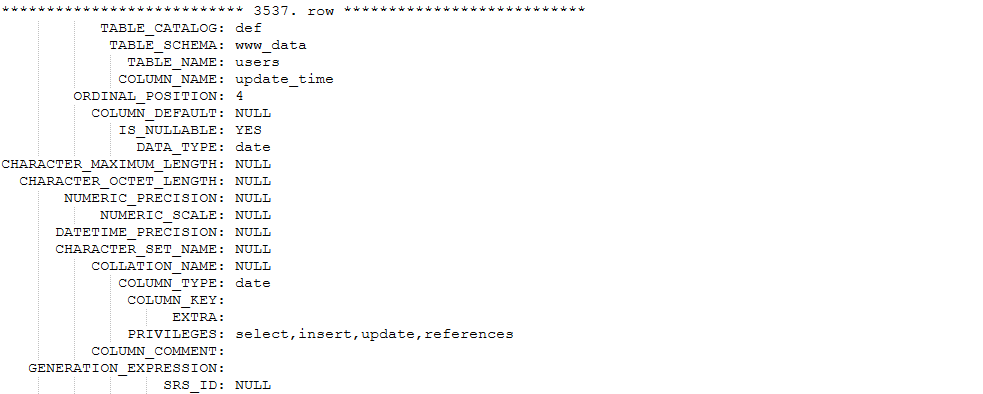 *************************** 3537. row ***************************
TABLE_CATALOG: def
TABLE_SCHEMA: www_data
TABLE_NAME: users
COLUMN_NAME: update_time
ORDINAL_POSITION: 4
COLUMN_DEFAULT: NULL
IS_NULLABLE: YES
DATA_TYPE: date
CHARACTER_MAXIMUM_LENGTH: NULL
CHARACTER_OCTET_LENGTH: NULL
NUMERIC_PRECISION: NULL
NUMERIC_SCALE: NULL
DATETIME_PRECISION: NULL
CHARACTER_SET_NAME: NULL
COLLATION_NAME: NULL
COLUMN_TYPE: date
COLUMN_KEY:
EXTRA:
PRIVILEGES: select,insert,update,references
COLUMN_COMMENT:
GENERATION_EXPRESSION:
SRS_ID: NULL